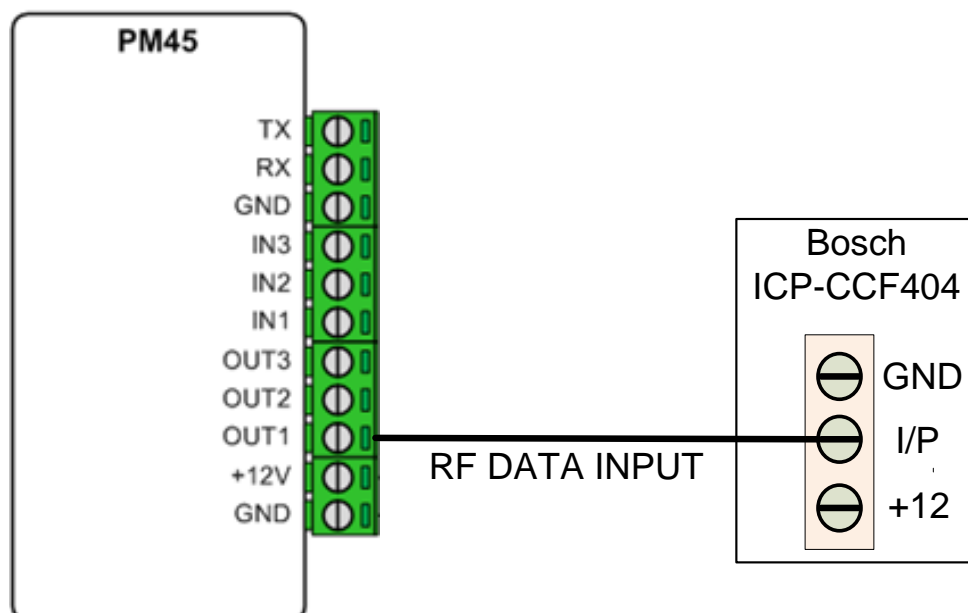 PM45
TX
RX
GND
IN3
IN2
IN1
OUT3
OUT2
OUT1
+12V
GND
RF DATA INPUT
Bosch
ICP-CCF404
GND
I/P
+12